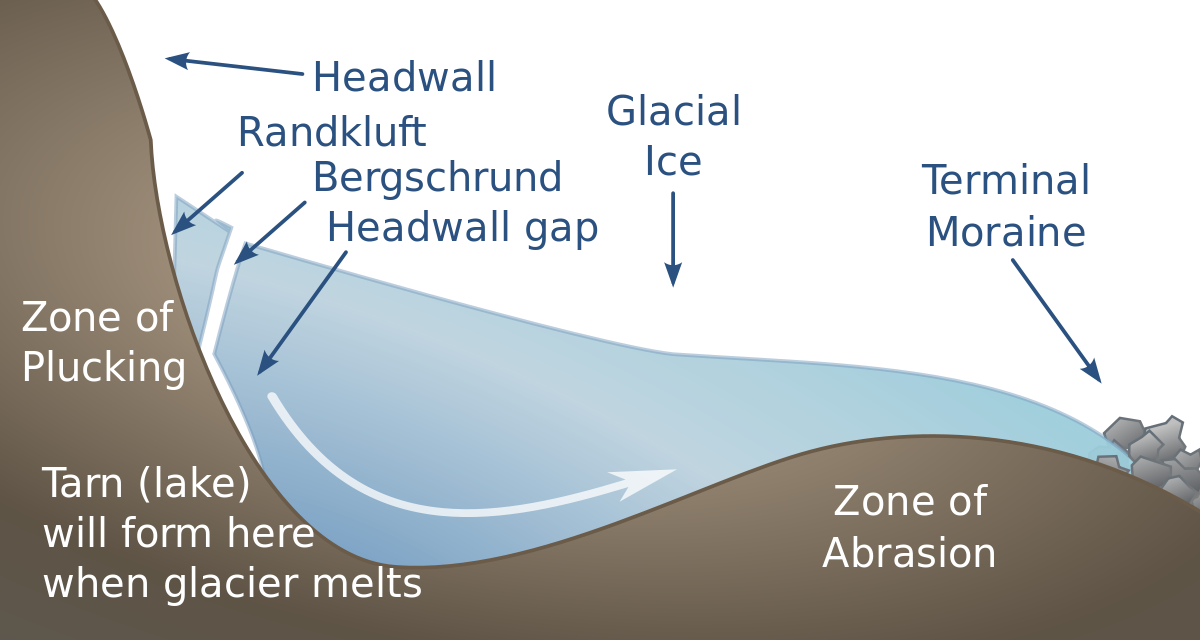 Headwall
Randkluft
Bergschrund
Headwall gap
Glacial
Ice
Terminal
Moraine
Zone of
Plucking
Tarn (lake)
will form here
when glacier melts
Zone of
Abrasion